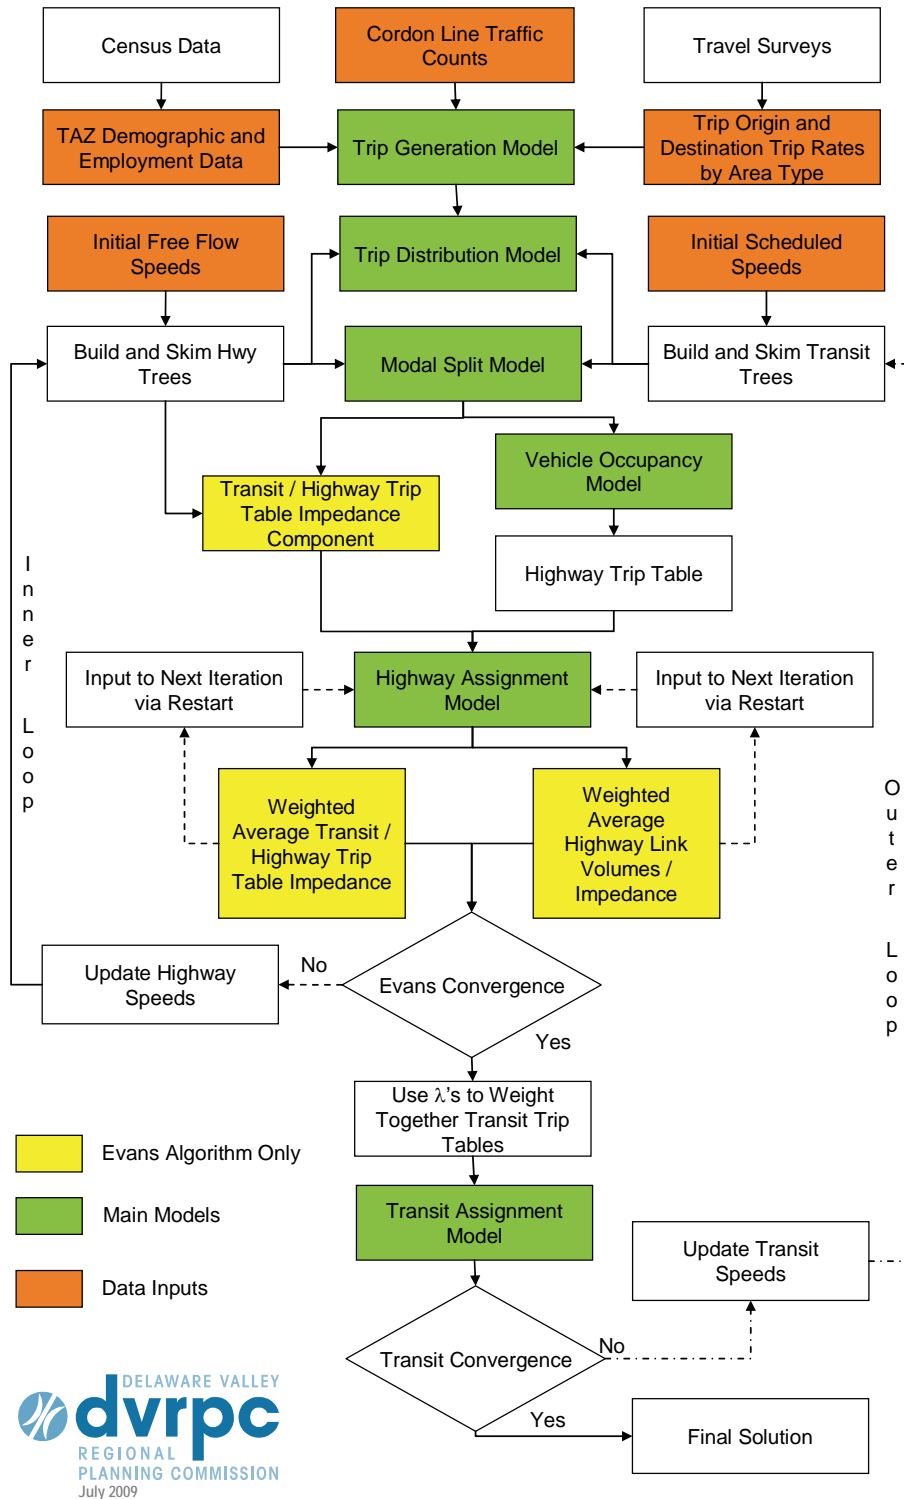 Census Data
Cordon Line Traffic
Counts
Travel Surveys
TAZ Demographic and
Employment Data
Trip Generation Model
Trip Origin and
Destination Trip Rates
by Area Type
Initial Free Flow
Speeds
Trip Distribution Model
Initial Scheduled
Speeds
Build and Skim Hwy
Trees
Modal Split Model
Build and Skim Transit
Trees
Vehicle Occupancy
Model
Transit / Highway Trip
Table Impedance
Component
Highway Trip Table
Inner Loop
Input to Next Iteration
via Restart
Highway Assignment
Model
Input to Next Iteration
via Restart
Weighted
Average Transit /
Highway Trip
Table Impedance
Weighted
Average
Highway Link
Volumes /
Impedance
Outer Loop
Update Highway
Speeds
No
Evans Convergence
Yes
Use λ's to Weight
Together Transit Trip
Tables
Evans Algorithm Only
Main Models
Data Inputs
Transit Assignment
Model
Update Transit
Speeds
Transit Convergence
No
Yes
Final Solution
DELAWARE VALLEY
dvrpc
REGIONAL
PLANNING COMMISSION
July 2009